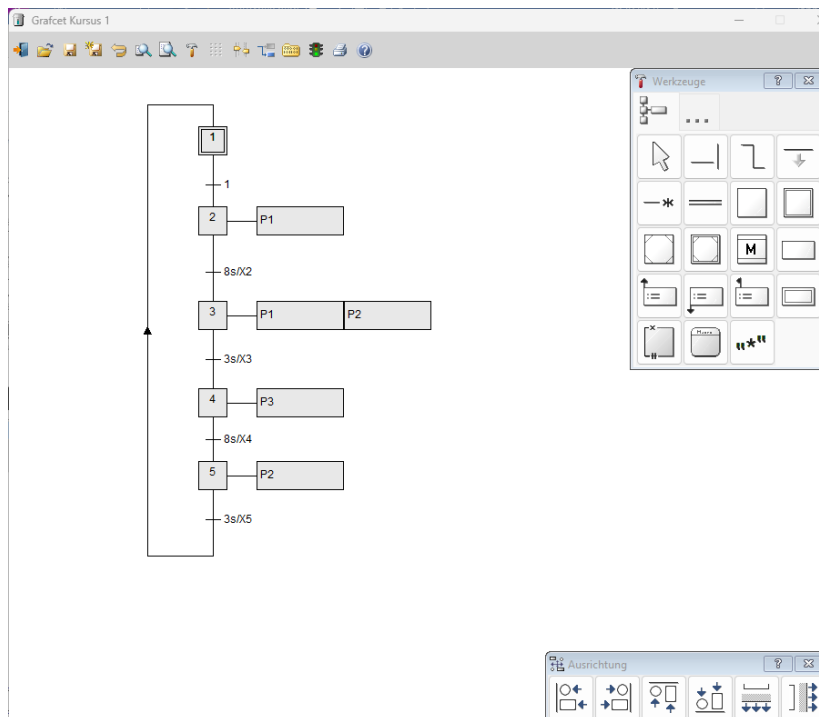 Grafcet Kursus 1
Werkzeuge
1
1
2 P1
8s/X2
3 P1 P2
3s/X3
4 P3
8s/X4
5 P2
3s/X5
M
:= := :=
"*"
Ausrichtung